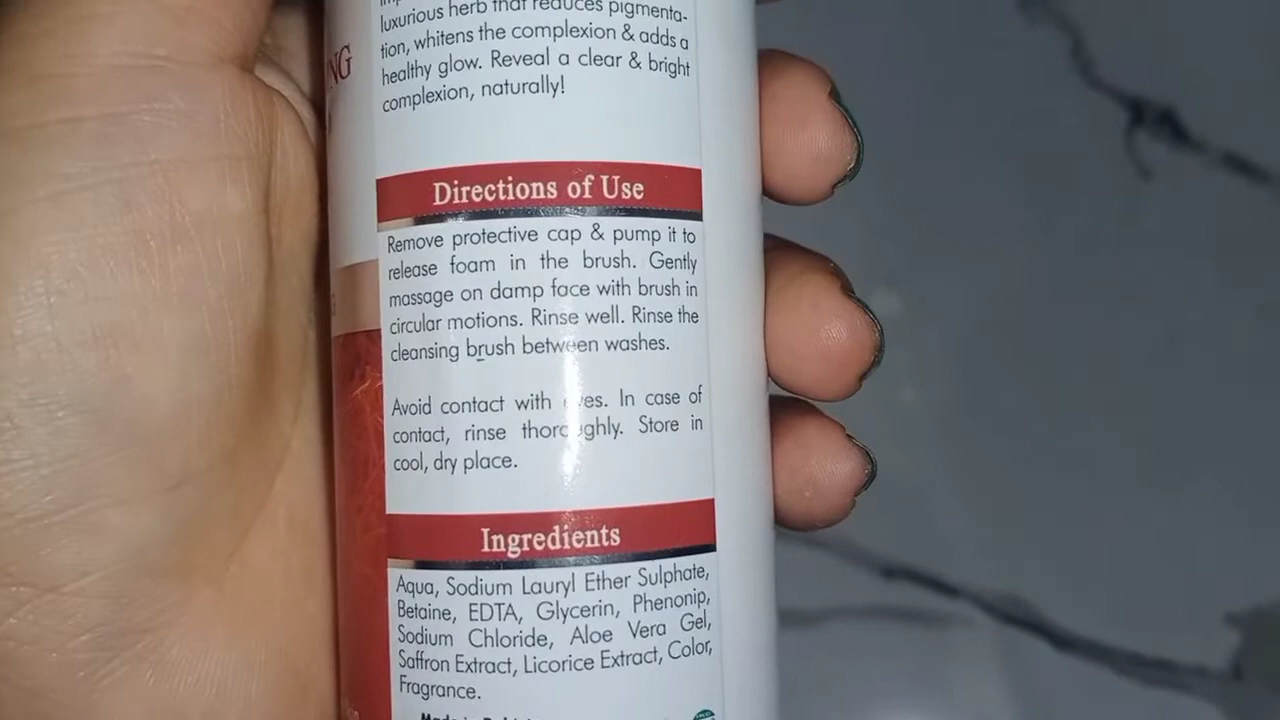 luxurious herb that reduces pigmenta-
tion, whitens the complexion & adds a
healthy glow. Reveal a clear & bright
complexion, naturally!
Directions of Use
Remove protective cap & pump it to
release foam in the brush. Gently
massage on damp face with brush in
circular motions. Rinse well. Rinse the
cleansing brush between washes.
Avoid contact with eyes. In case of
contact, rinse thoroughly. Store in
cool, dry place.
Ingredients
Aqua, Sodium Lauryl Ether Sulphate,
Betaine, EDTA, Glycerin, Phenonip,
Sodium Chloride, Aloe Vera Gel,
Saffron Extract, Licorice Extract, Color,
Fragrance.